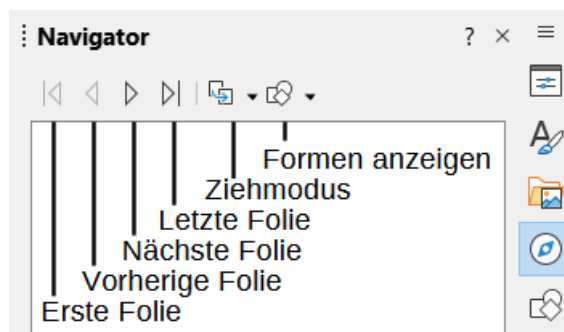 Navigator ?
Formen anzeigen
Ziehmodus
Letzte Folie
Nächste Folie
Vorherige Folie
Erste Folie